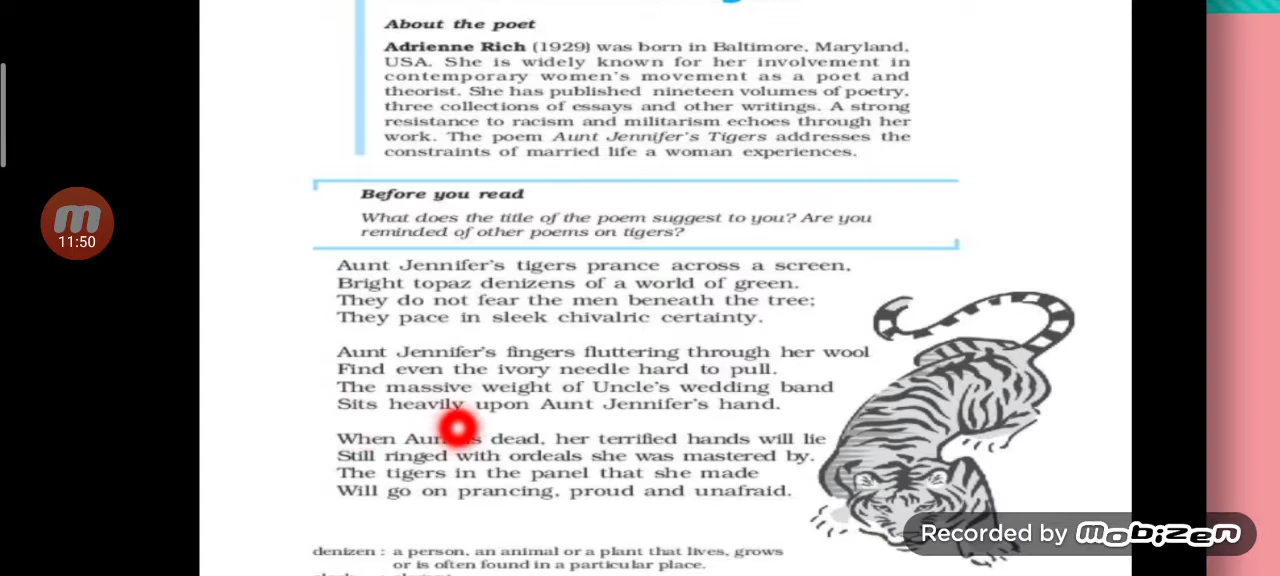 About the poet
Adrienne Rich (1929) was born in Baltimore, Maryland,
USA. She is widely known for her involvement in
contemporary women's movement as a poet and
theorist. She has published nineteen volumes of poetry,
three collections of essays and other writings. A strong
resistance to racism and militarism echoes through her
work. The poem Aunt Jennifer's Tigers addresses the
constraints of married life a woman experiences.
Before you read
What does the title of the poem suggest to you? Are you
reminded of other poems on tigers?
11:50
Aunt Jennifer's tigers prance across a screen,
Bright topaz denizens of a world of green.
They do not fear the men beneath the tree;
They pace in sleek chivalric certainty.
Aunt Jennifer's fingers fluttering through her wool
Find even the ivory needle hard to pull.
The massive weight of Uncle's wedding band
Sits heavily upon Aunt Jennifer's hand.
When dead, her terrified hands will lie
Still ringed with ordeals she was mastered by.
The tigers in the panel that she made
Will go on prancing, proud and unafraid.
Recorded by mobizen
denizen : a person, an animal or a plant that lives, grows
or is often found in a particular place.